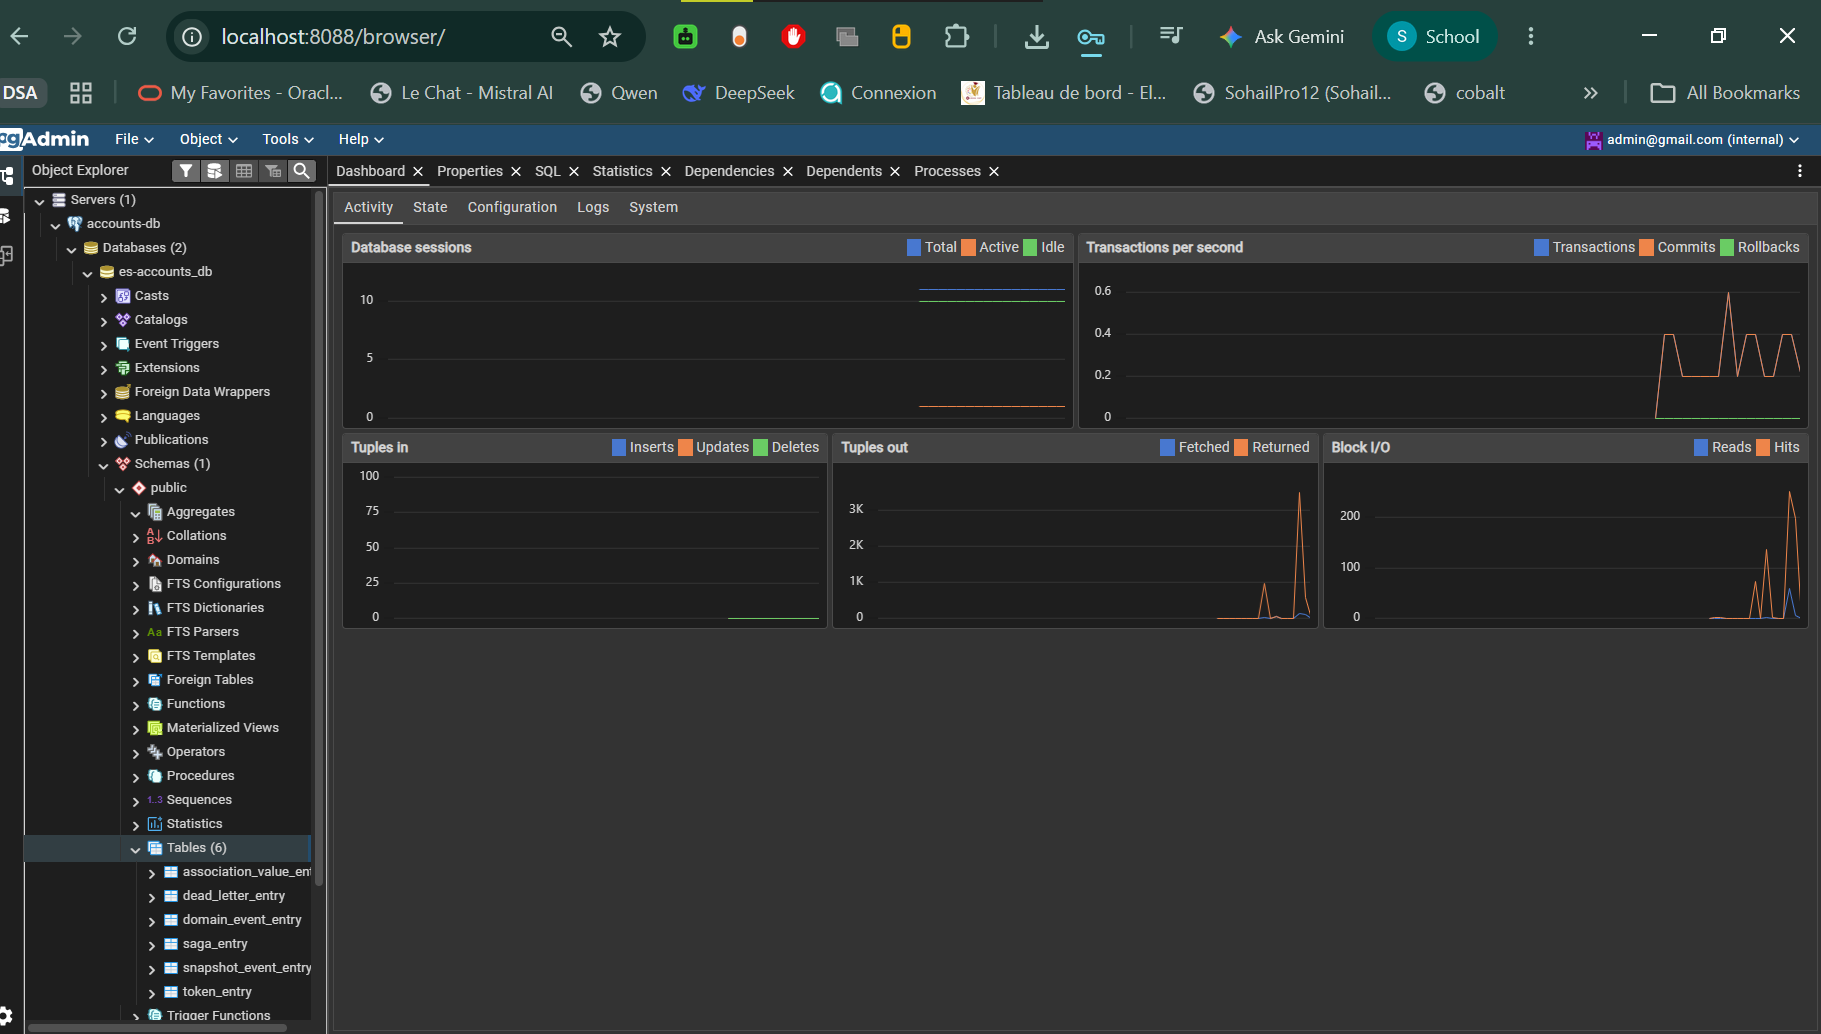 localhost:8088/browser/
Ask Gemini
S School
DSA
My Favorites - Oracl...
Le Chat - Mistral AI
Qwen
DeepSeek
Connexion
Tableau de bord - El...
SohailPro12 (Sohail...
cobalt
All Bookmarks
pgAdmin
File
Object
Tools
Help
admin@gmail.com (internal)
Object Explorer
Dashboard
Properties
SQL
Statistics
Dependencies
Dependents
Processes
Servers (1)
accounts-db
Databases (2)
es-accounts_db
Casts
Catalogs
Event Triggers
Extensions
Foreign Data Wrappers
Languages
Publications
Schemas (1)
public
Aggregates
Collations
Domains
FTS Configurations
FTS Dictionaries
Aa FTS Parsers
FTS Templates
Foreign Tables
Functions
Materialized Views
Operators
Procedures
1..3 Sequences
Statistics
Tables (6)
association_value_ent
dead_letter_entry
domain_event_entry
saga_entry
snapshot_event_entry
token_entry
Trigger Functions
Activity
State
Configuration
Logs
System
Database sessions
Total Active Idle
10
5
0
Transactions per second
Transactions Commits Rollbacks
0.6
0.4
0.2
0
Tuples in
Inserts Updates Deletes
100
75
50
25
0
Tuples out
Fetched Returned
3K
2K
1K
0
Block I/O
Reads Hits
200
100
0